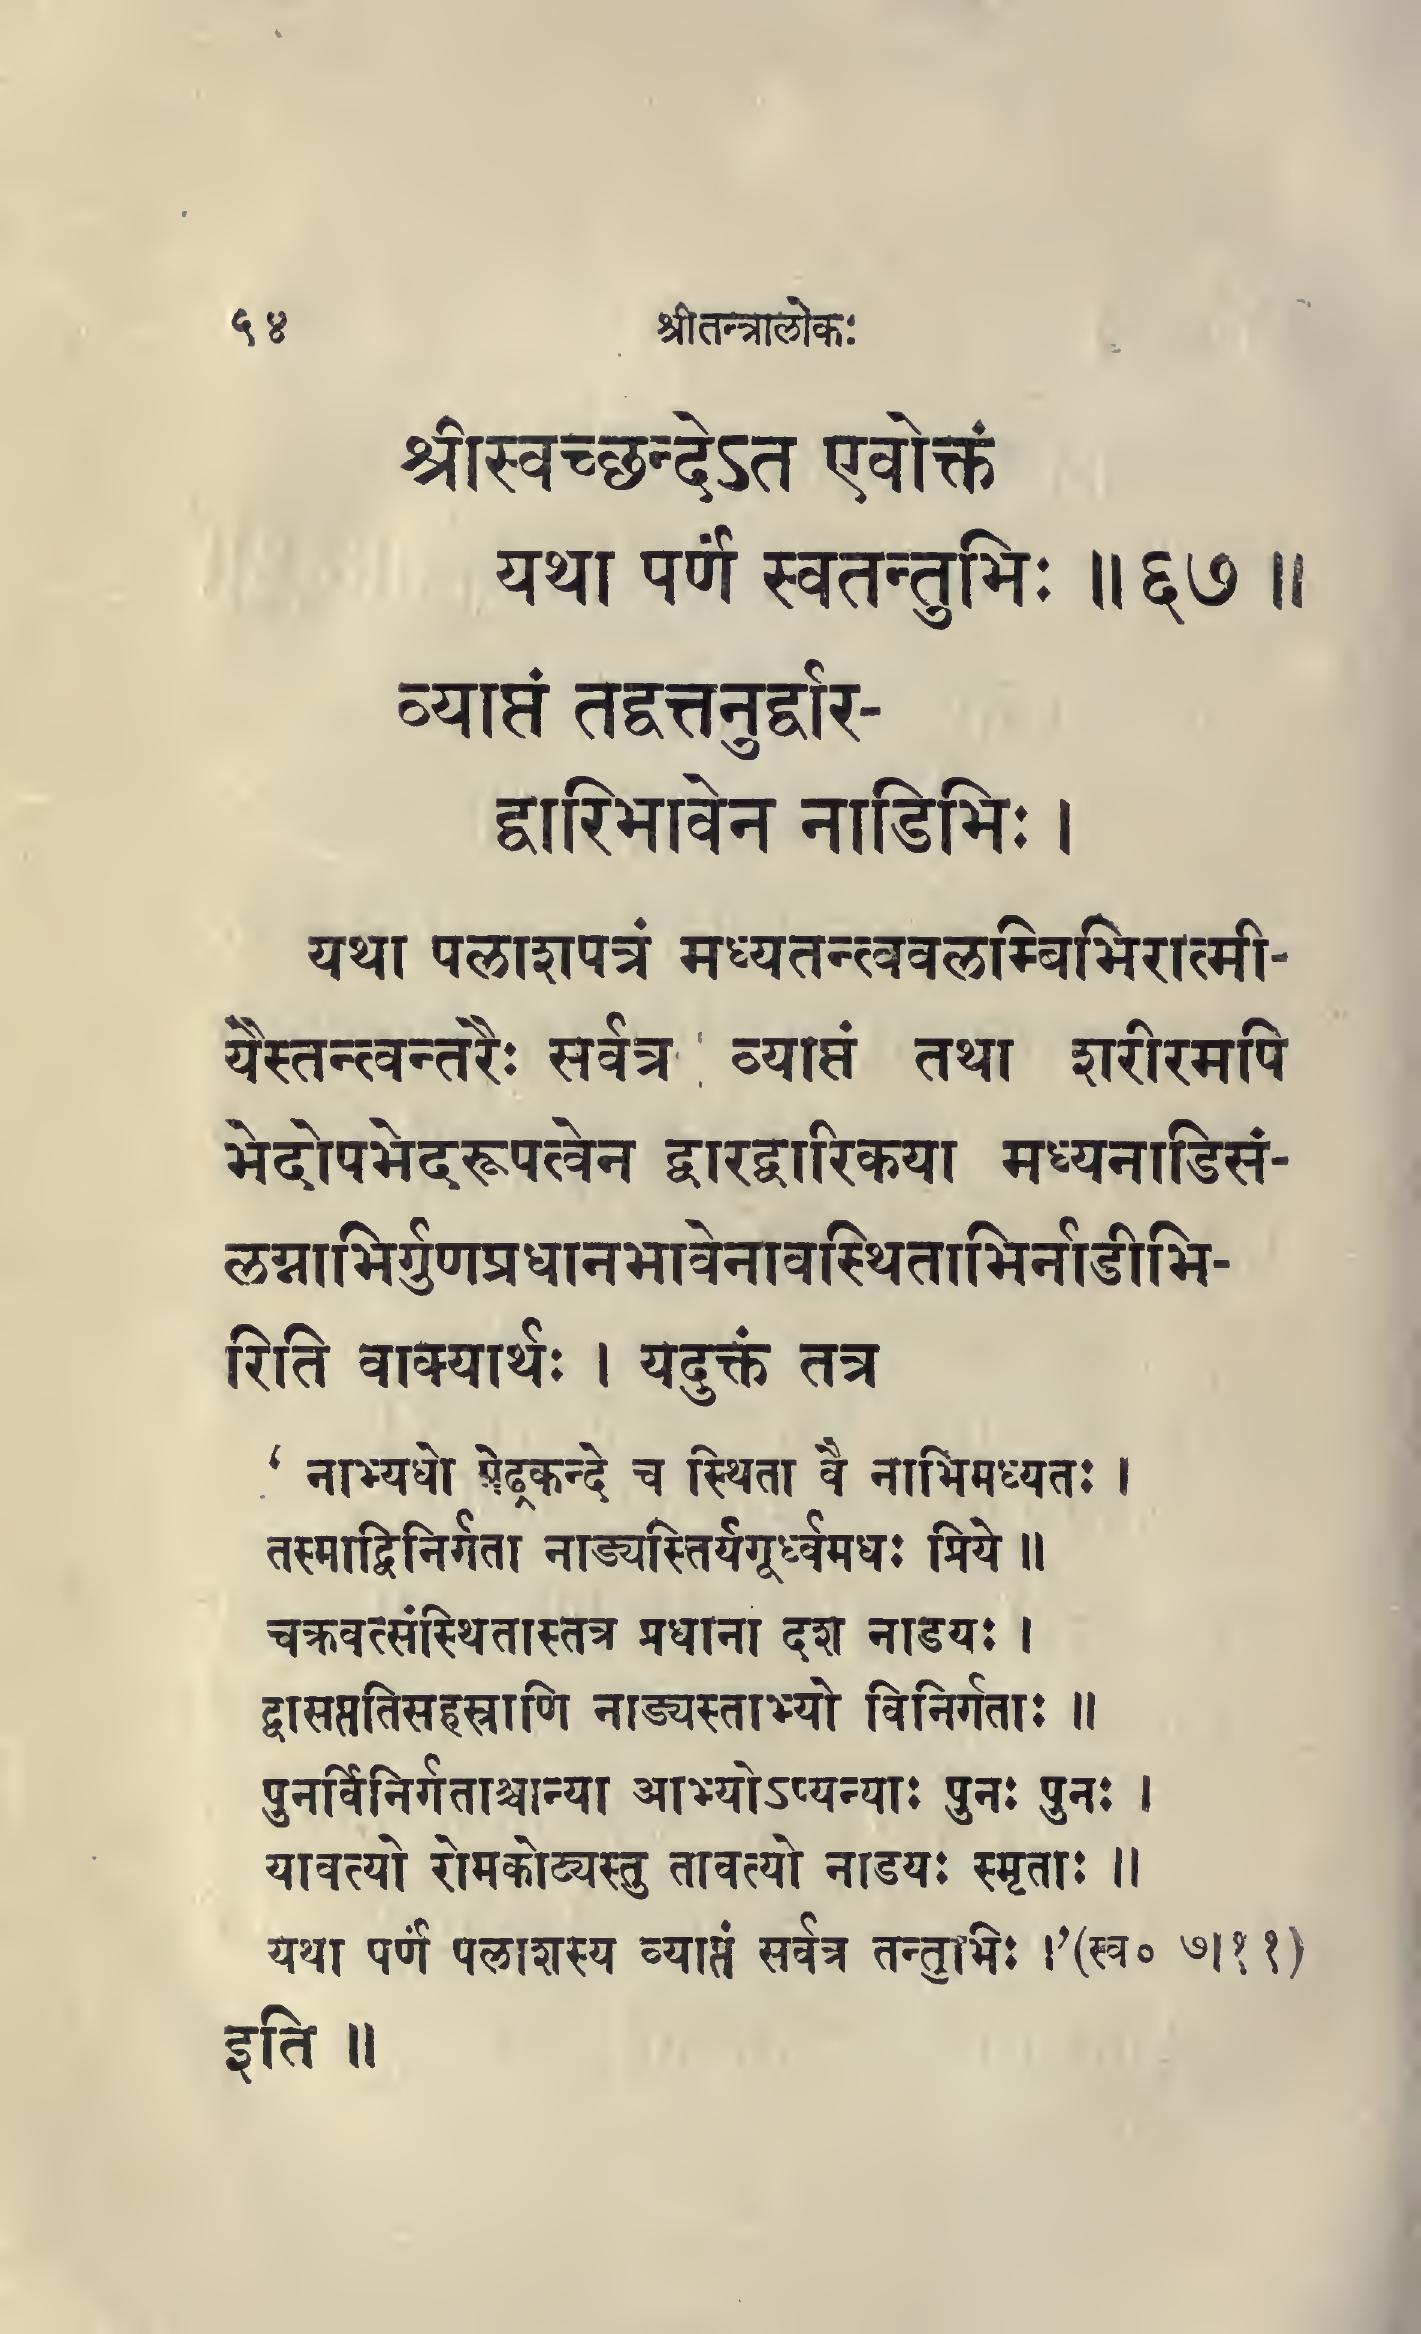 ५४ श्रीतन्त्रालोकः
श्रीस्वच्छन्देऽत एवोक्तं
यथा पर्णं स्वतन्तुभिः ॥ ६७ ॥
व्याप्तं तद्वत्तनुर्द्वार-
द्वारिभावेन नाडिभिः ।
यथा पलाशपत्रं मध्यतन्त्ववलम्बिभिरात्मी-
यैस्तन्त्वन्तरैः सर्वत्र व्याप्तं तथा शरीरमपि
भेदोपभेदरूपत्वेन द्वारद्वारिकया मध्यनाडिसं-
लग्नाभिर्गुणप्रधानभावेनावस्थिताभिर्नाडीभि-
रिति वाक्यार्थः । यदुक्तं तत्र
‘ नाभ्यधो मेढ्रकन्दे च स्थिता वै नाभिमध्यतः ।
तस्माद्विनिर्गता नाड्यस्तिर्यगूर्ध्वमधः प्रिये ॥
चक्रवत्संस्थितास्तत्र प्रधाना दश नाडयः ।
द्वासप्ततिसहस्राणि नाड्यस्ताभ्यो विनिर्गताः ॥
पुनर्विनिर्गताश्चान्या आभ्योऽप्यन्याः पुनः पुनः ।
यावत्यो रोमकोट्यस्तु तावत्यो नाडयः स्मृताः ॥
यथा पर्णं पलाशस्य व्याप्तं सर्वत्र तन्तुभिः ।’(स्व० ७।११)
इति ॥